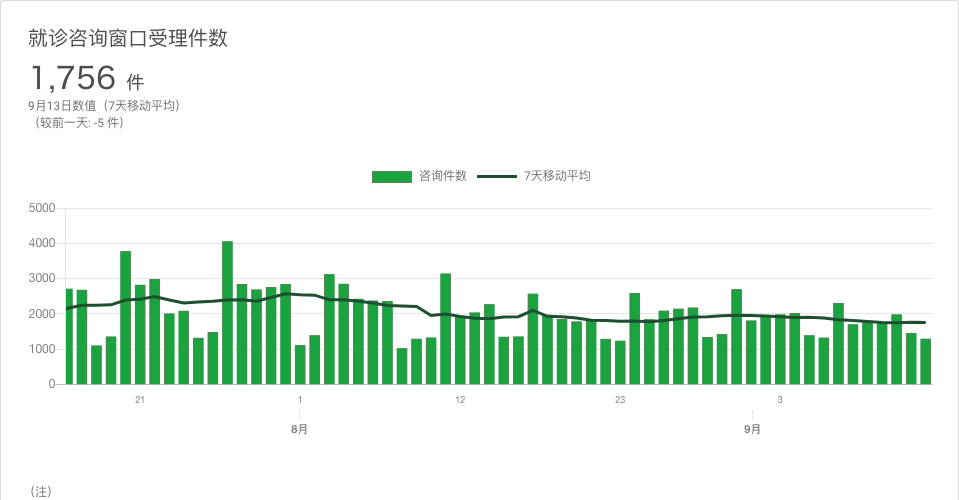 就诊咨询窗口受理件数
1,756 件
9月13日数值（7天移动平均）
（较前一天: -5 件）
咨询件数 7天移动平均
5000
4000
3000
2000
1000
0
21 1 12 23 3
8月 9月
（注）